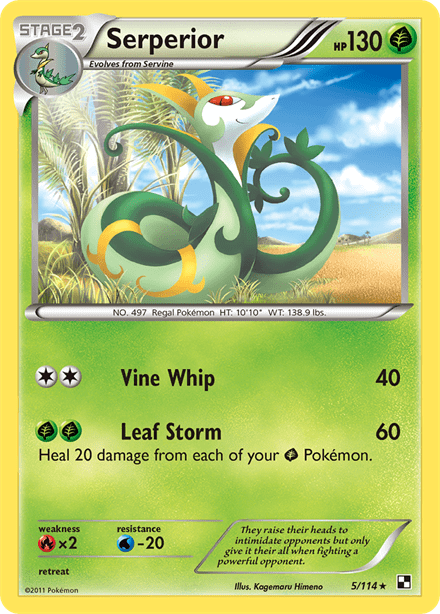 STAGE2 Serperior HP130
Evolves from Servine
NO. 497 Regal Pokémon HT: 10'10" WT: 138.9 lbs.
Vine Whip 40
Leaf Storm 60
Heal 20 damage from each of your Pokémon.
weakness resistance
×2 -20
retreat
They raise their heads to
intimidate opponents but only
give it their all when fighting a
powerful opponent.
©2011 Pokémon Illus. Kagemaru Himeno 5/114★